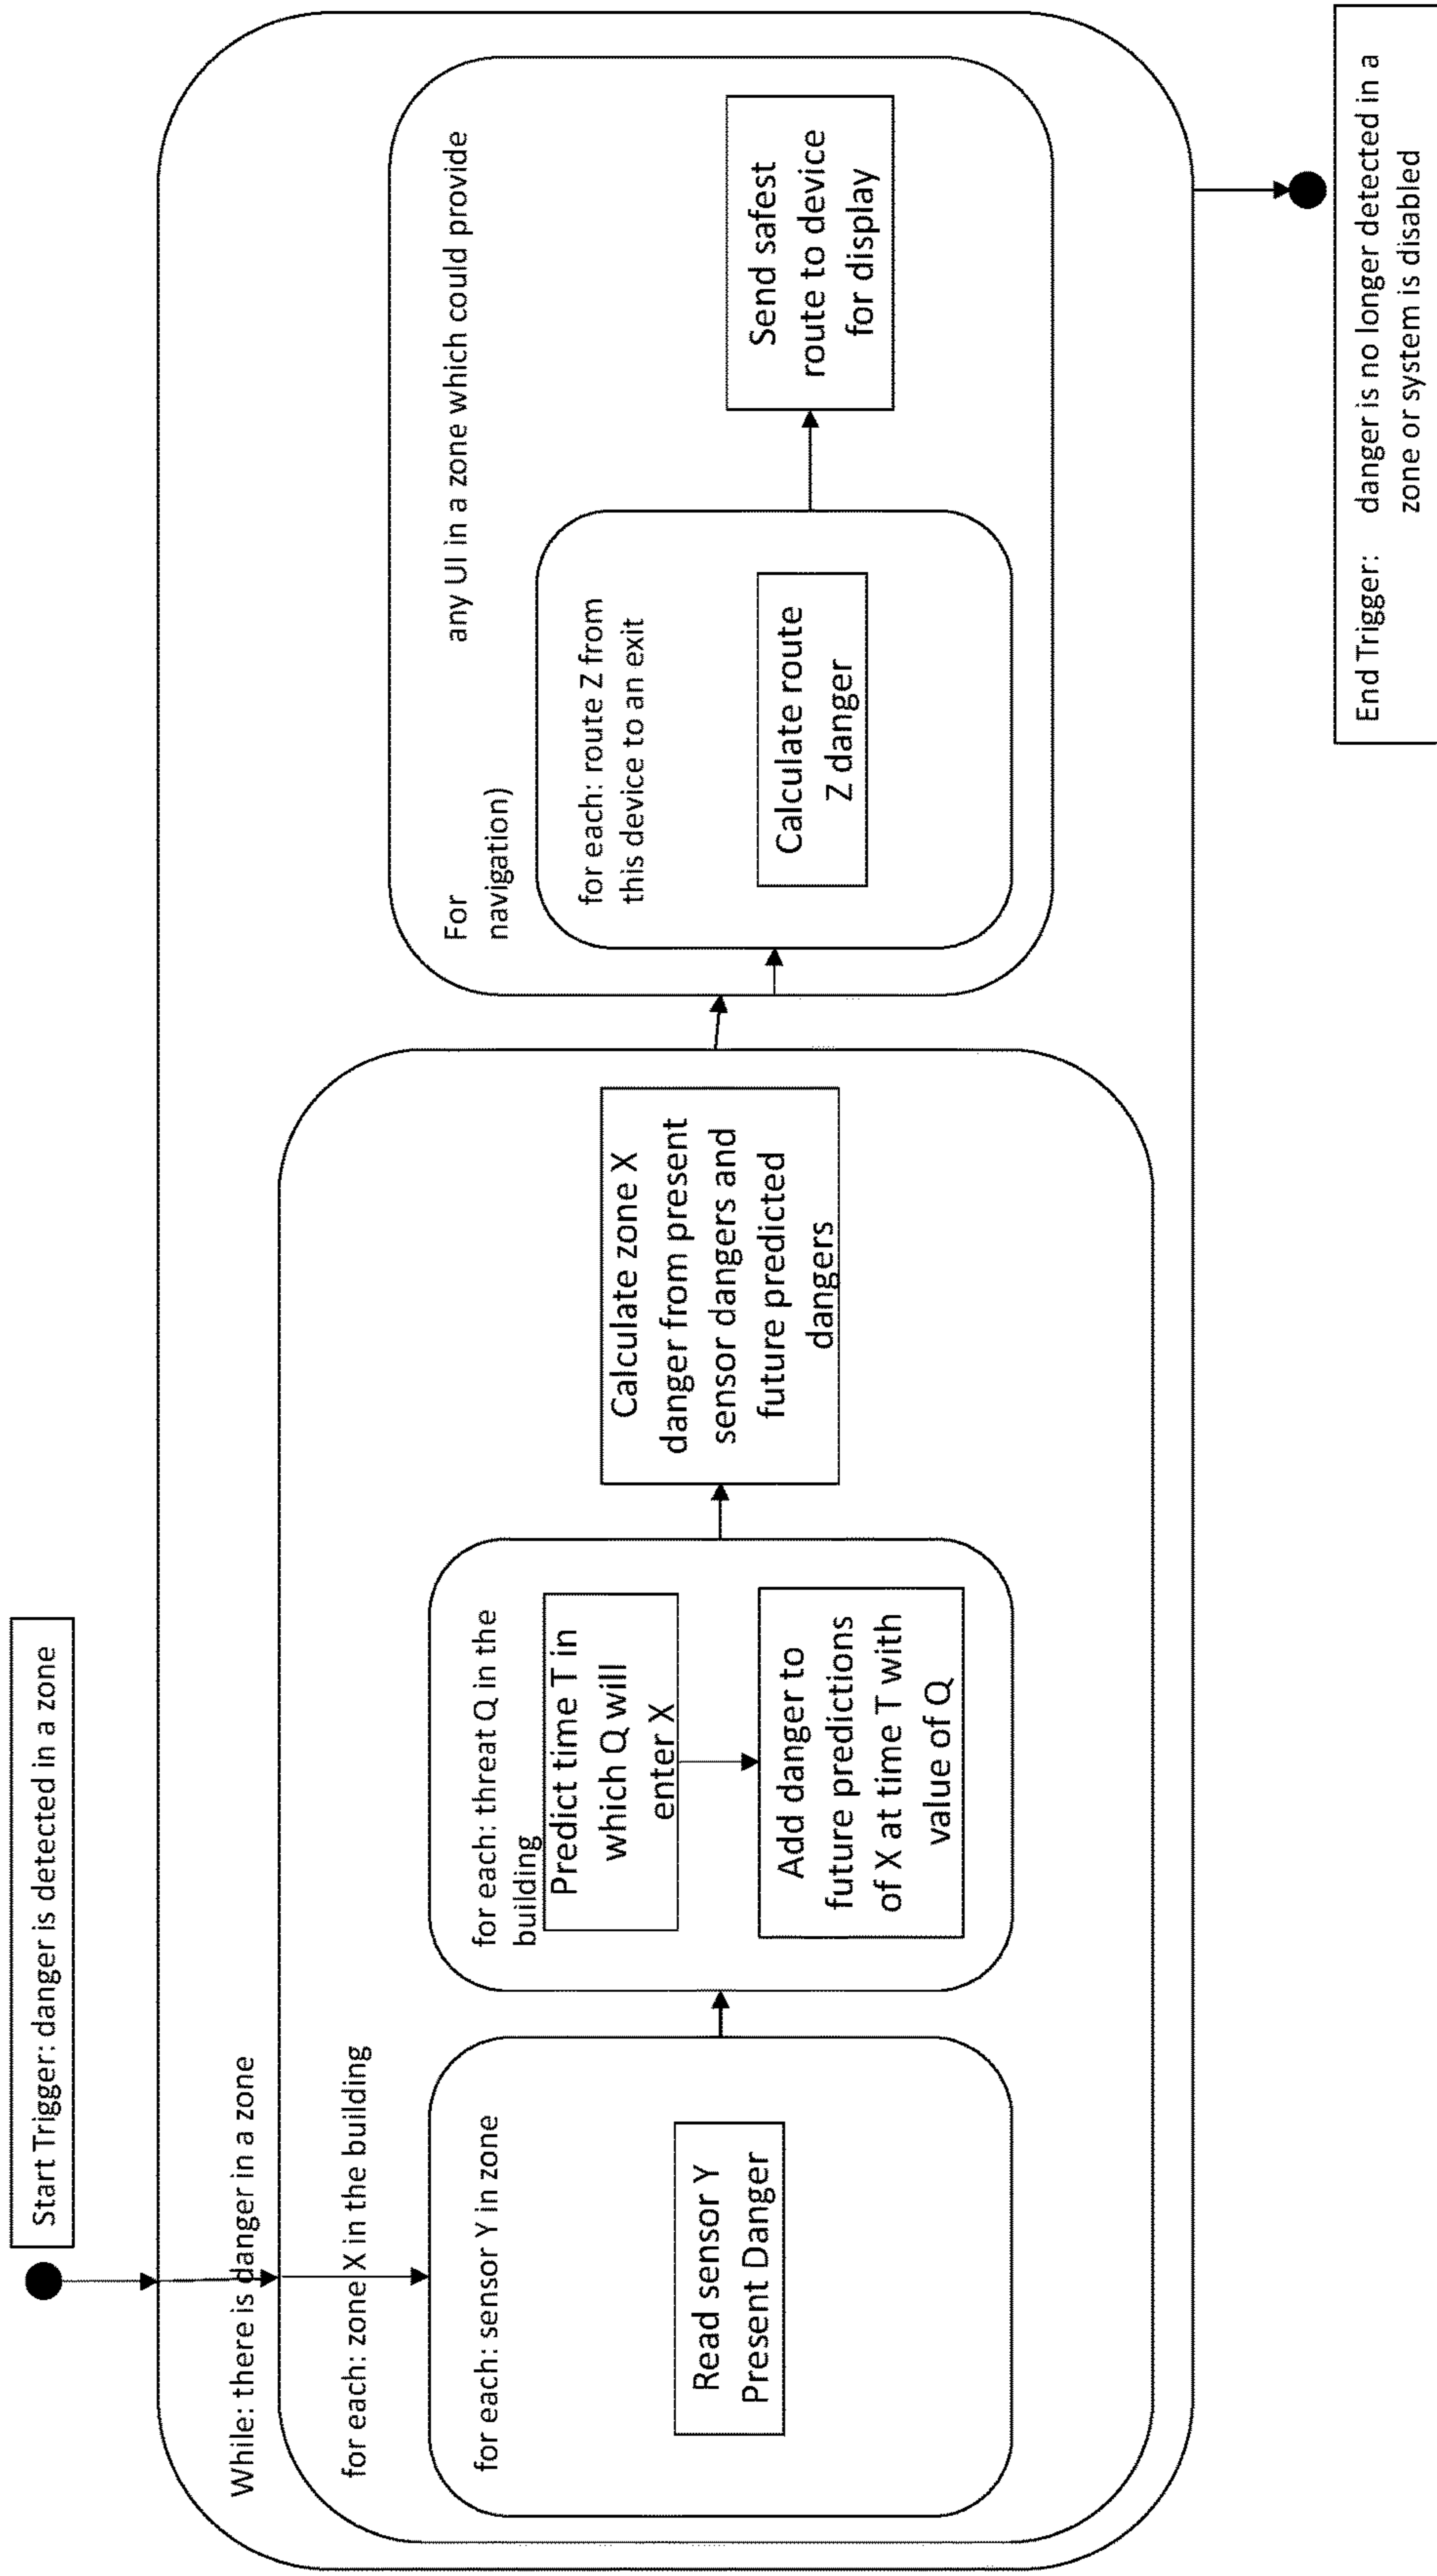 Start Trigger: danger is detected in a zone
While: there is danger in a zone
for each: zone X in the building
for each: sensor Y in zone
Read sensor Y
Present Danger
for each: threat Q in the
building
Predict time T in
which Q will
enter X
Add danger to
future predictions
of X at time T with
value of Q
Calculate zone X
danger from present
sensor dangers and
future predicted
dangers
For any UI in a zone which could provide
navigation)
for each: route Z from
this device to an exit
Calculate route
Z danger
Send safest
route to device
for display
End Trigger: danger is no longer detected in a
zone or system is disabled